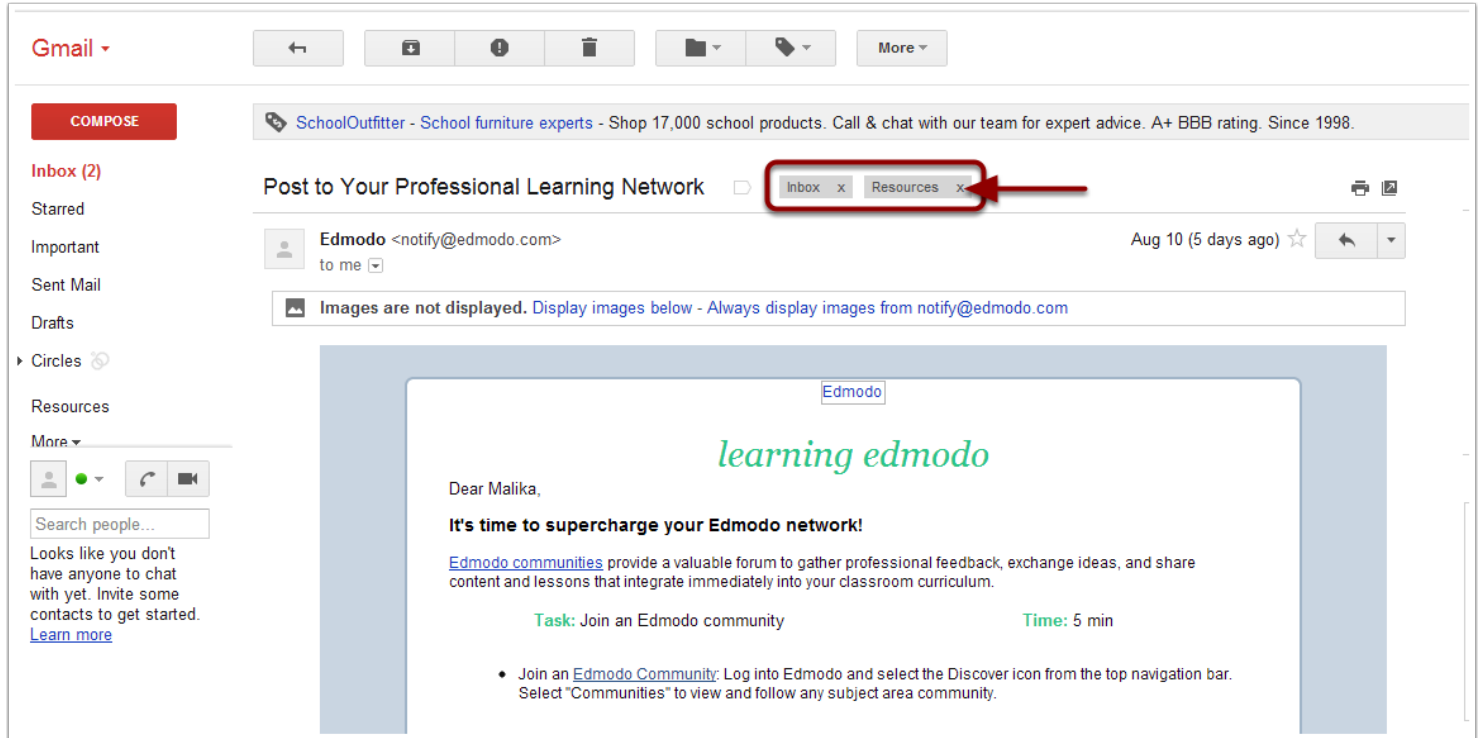 Gmail
More
COMPOSE
SchoolOutfitter - School furniture experts - Shop 17,000 school products. Call & chat with our team for expert advice. A+ BBB rating. Since 1998.
Inbox (2)
Starred
Important
Sent Mail
Drafts
Circles
Resources
More
Search people...
Looks like you don't
have anyone to chat
with yet. Invite some
contacts to get started.
Learn more
Post to Your Professional Learning Network
Inbox x Resources x
Edmodo <notify@edmodo.com>
Aug 10 (5 days ago)
to me
Images are not displayed. Display images below - Always display images from notify@edmodo.com
Edmodo
learning edmodo
Dear Malika,
It's time to supercharge your Edmodo network!
Edmodo communities provide a valuable forum to gather professional feedback, exchange ideas, and share
content and lessons that integrate immediately into your classroom curriculum.
Task: Join an Edmodo community Time: 5 min
• Join an Edmodo Community: Log into Edmodo and select the Discover icon from the top navigation bar.
Select "Communities" to view and follow any subject area community.